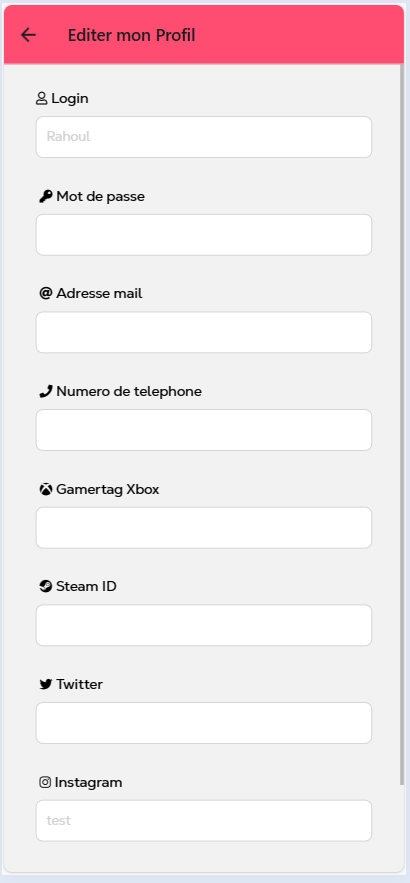 Editer mon Profil
Login
Rahoul
Mot de passe
Adresse mail
Numero de telephone
Gamertag Xbox
Steam ID
Twitter
Instagram
test